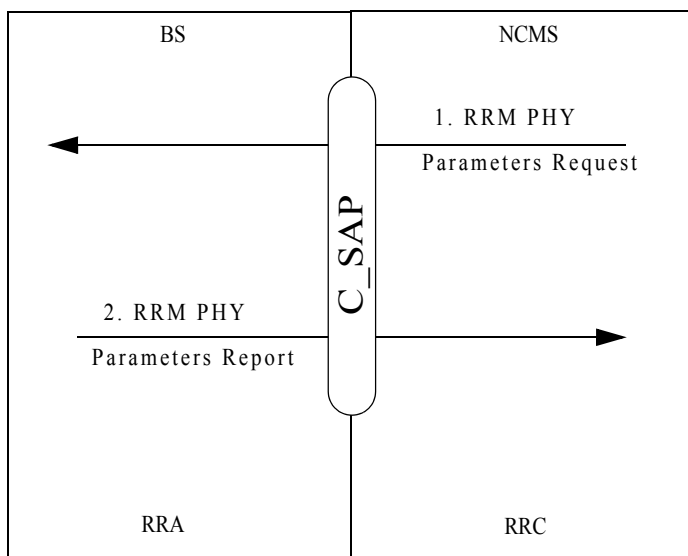 BS
NCMS
1. RRM PHY
Parameters Request
C_SAP
2. RRM PHY
Parameters Report
RRA
RRC